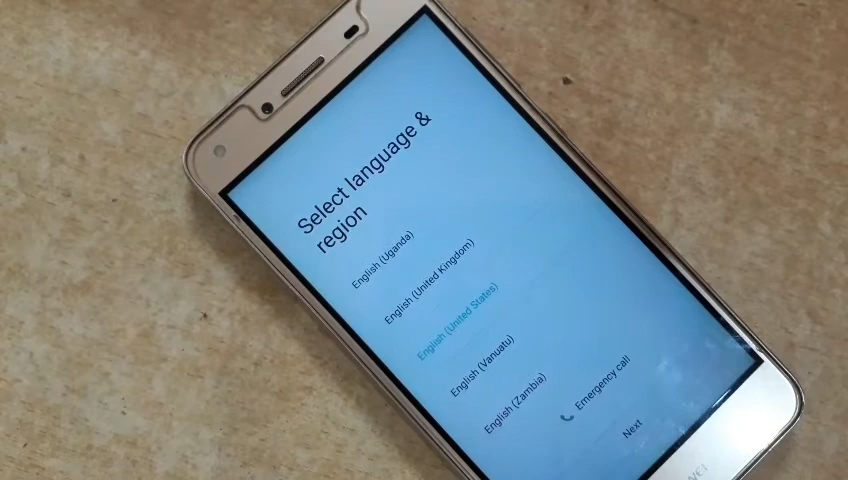 Select language &
region
English (Uganda)
English (United Kingdom)
English (United States)
English (Vanuatu)
English (Zambia)
Emergency call
Next